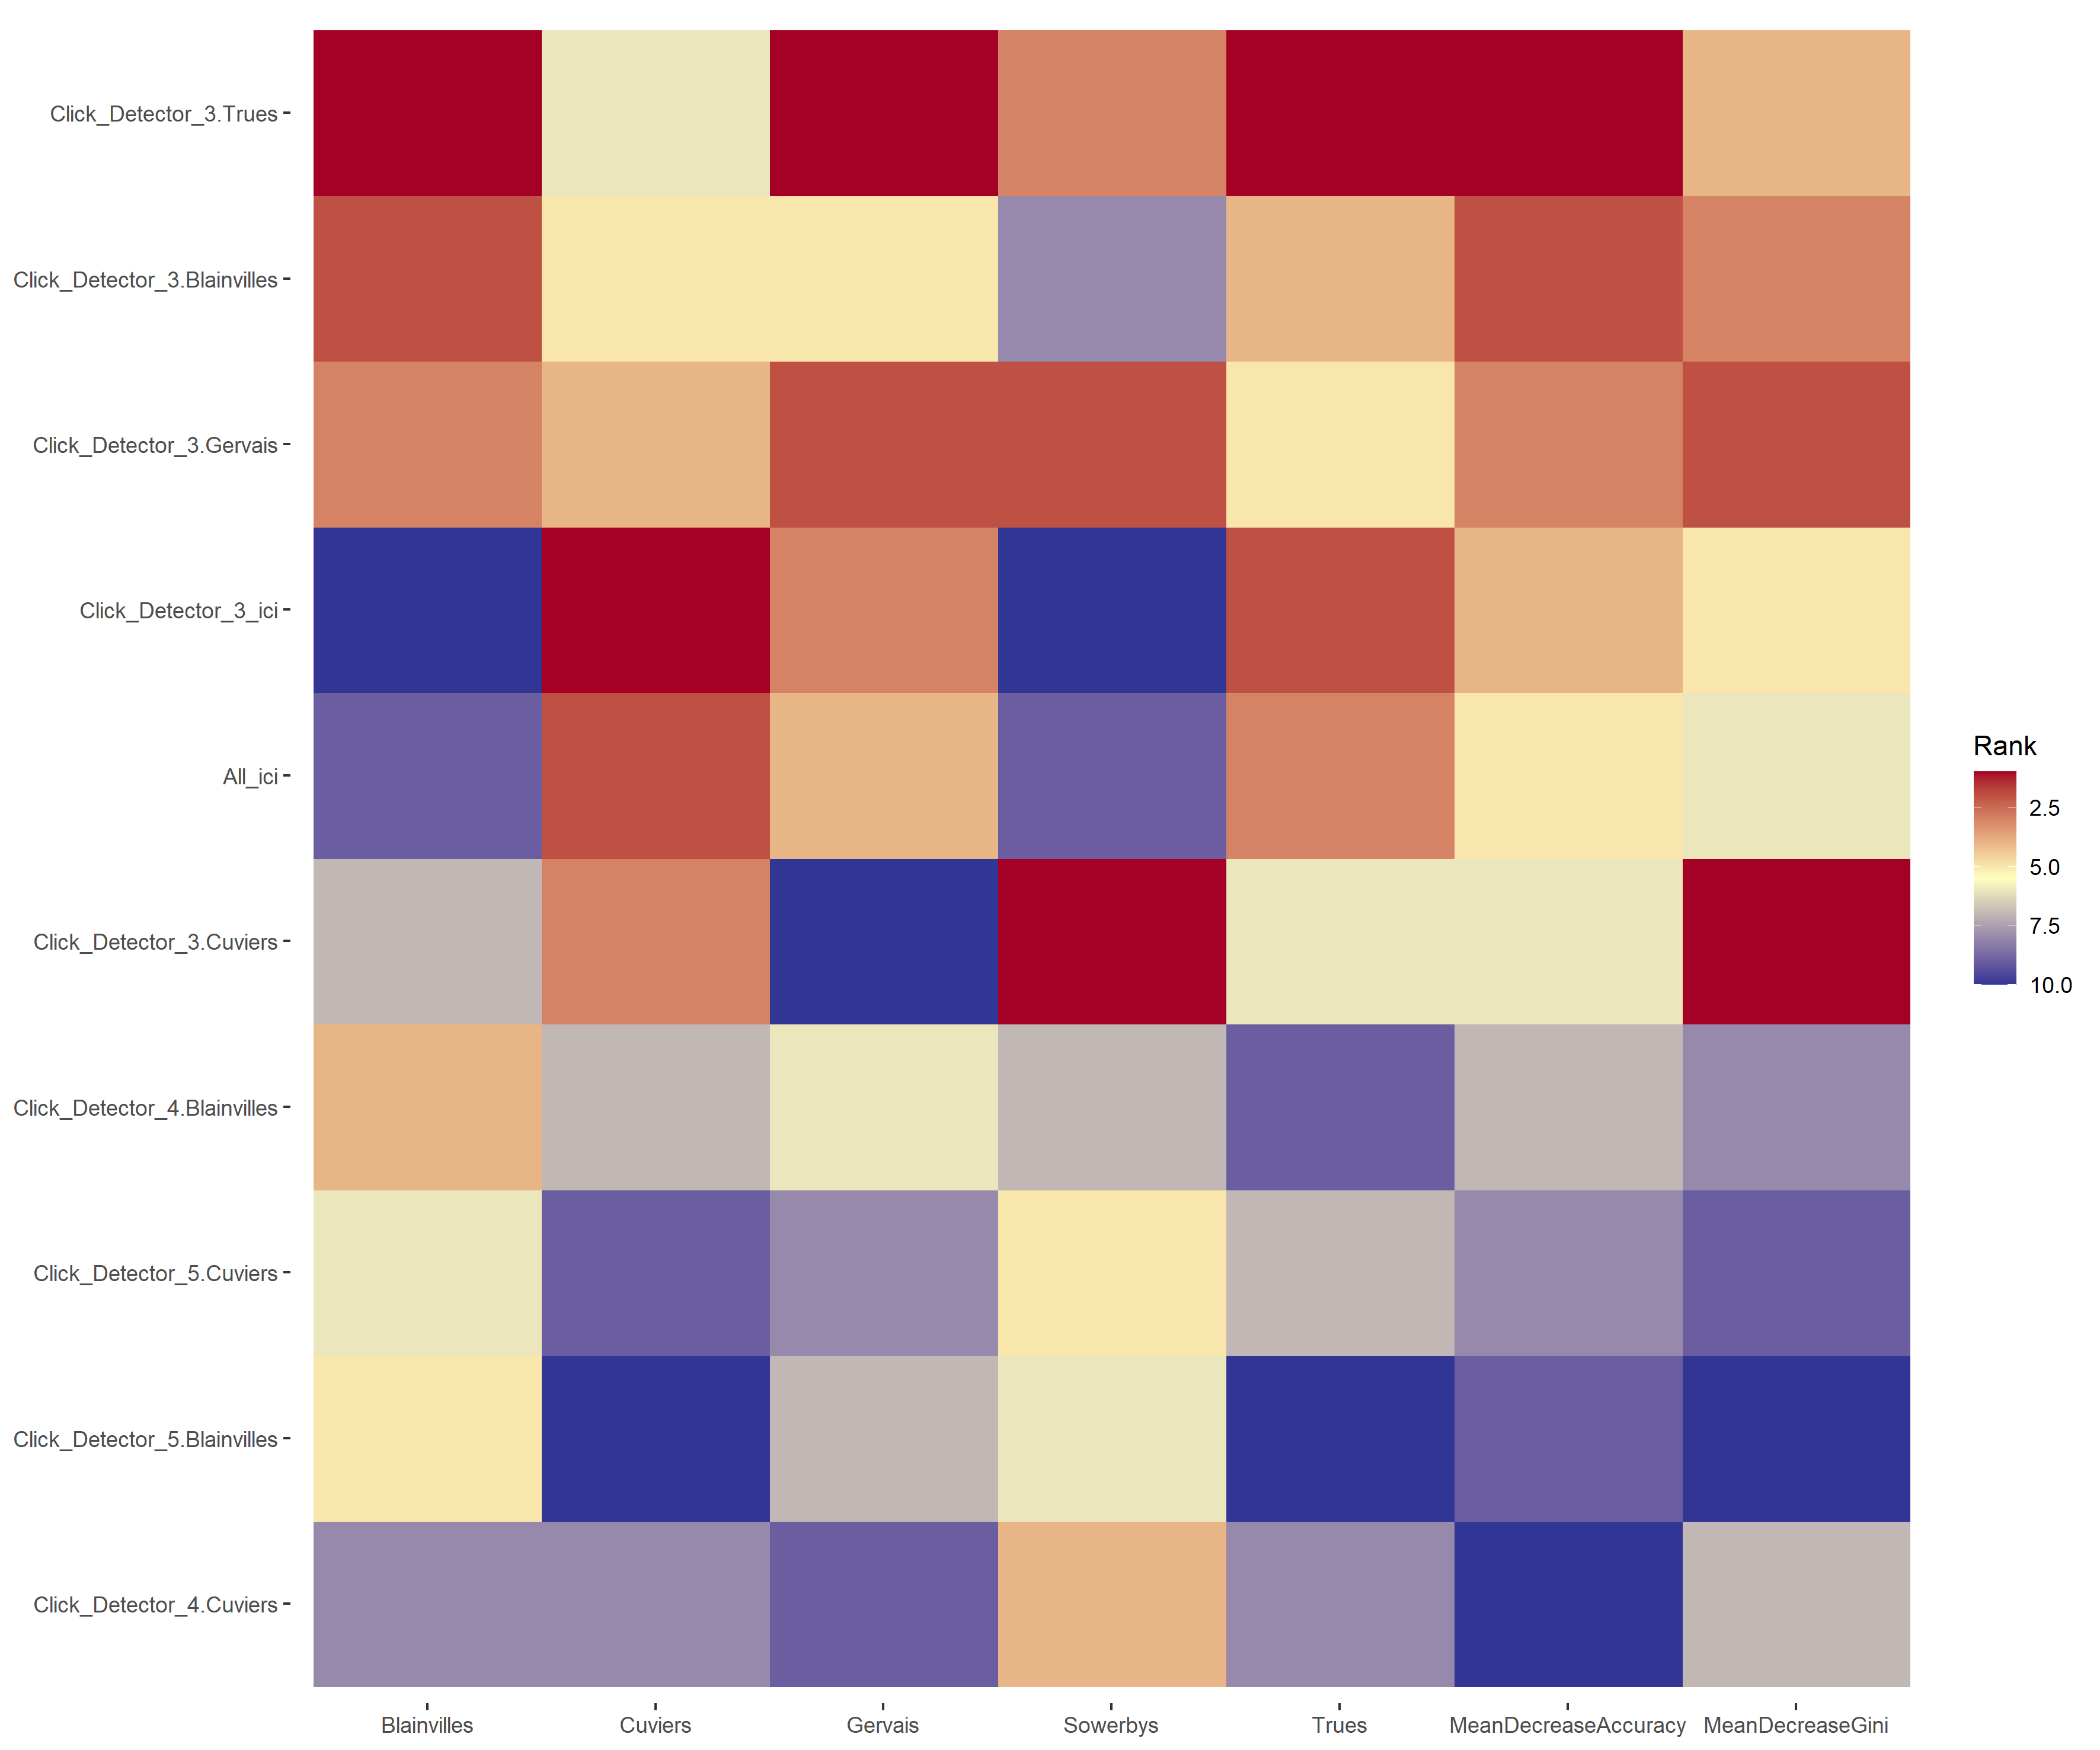 Click_Detector_3.Trues
Click_Detector_3.Blainvilles
Click_Detector_3.Gervais
Click_Detector_3_ici
All_ici
Click_Detector_3.Cuviers
Click_Detector_4.Blainvilles
Click_Detector_5.Cuviers
Click_Detector_5.Blainvilles
Click_Detector_4.Cuviers
Blainvilles Cuviers Gervais Sowerbys Trues MeanDecreaseAccuracy MeanDecreaseGini
Rank
2.5
5.0
7.5
10.0